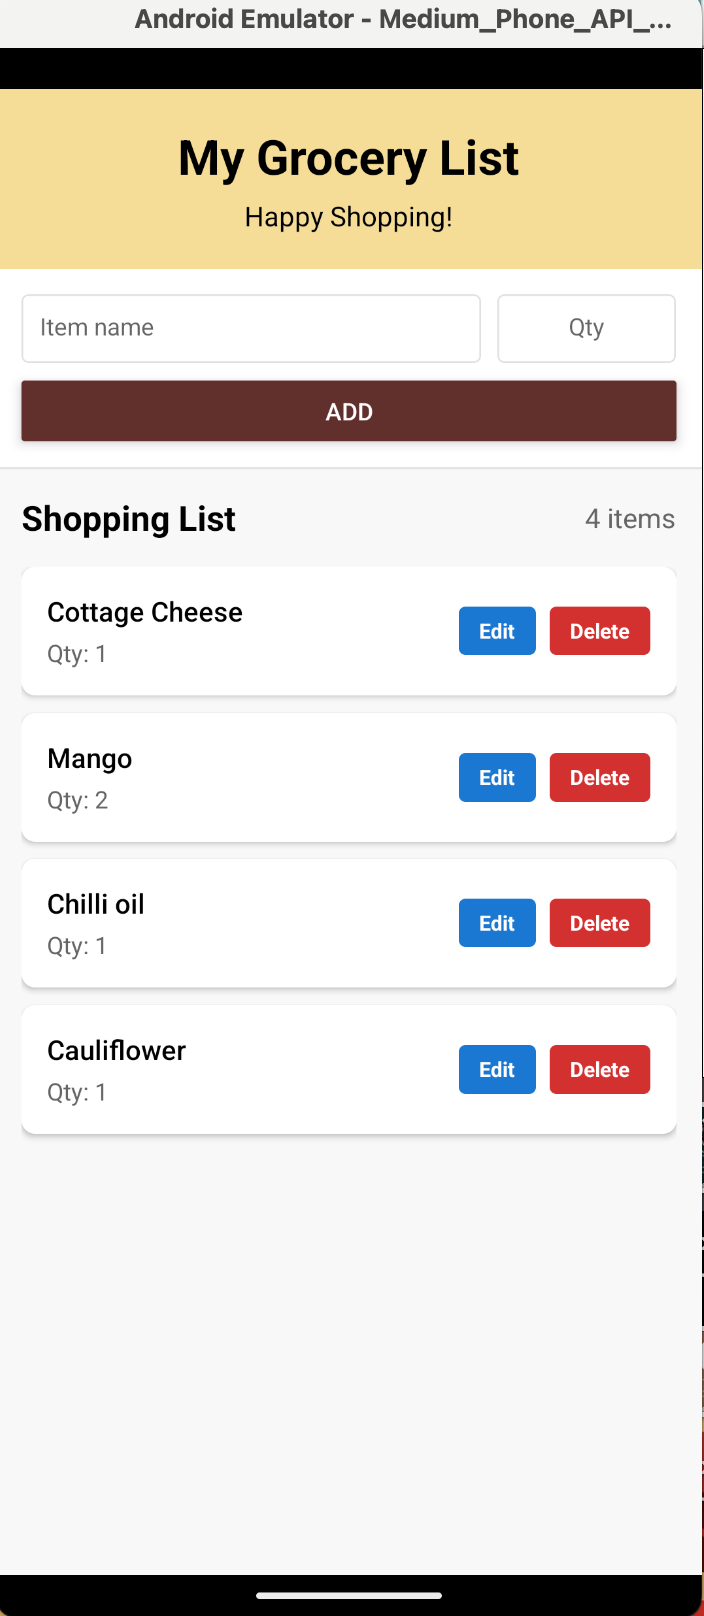 Android Emulator - Medium_Phone_API_...
My Grocery List
Happy Shopping!
Item name
Qty
ADD
Shopping List
4 items
Cottage Cheese
Qty: 1
Edit
Delete
Mango
Qty: 2
Edit
Delete
Chilli oil
Qty: 1
Edit
Delete
Cauliflower
Qty: 1
Edit
Delete